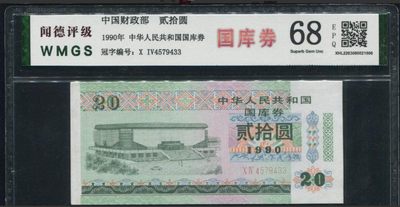 闻德评级
WMGS
中国财政部 贰拾圆
1990年 中华人民共和国国库券
冠字编号: X IV4579433
国库券
68
EPQ
Superb Gem Unc
XHL2203080021006
20
中华人民共和国
国库券
贰拾圆
1990
XIV4579433
20